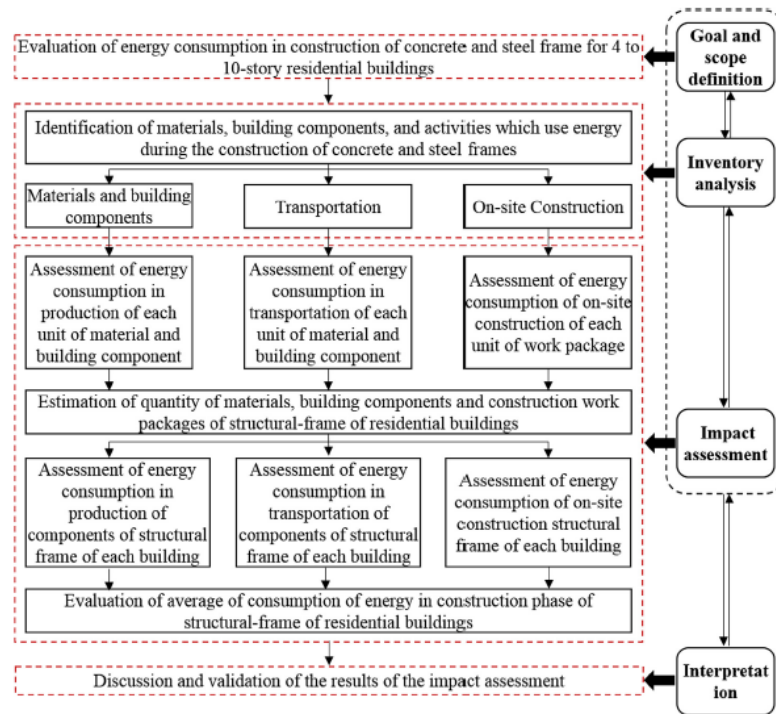 Evaluation of energy consumption in construction of concrete and steel frame for 4 to
10-story residential buildings
Goal and
scope
definition
Identification of materials, building components, and activities which use energy
during the construction of concrete and steel frames
Inventory
analysis
Materials and building
components
Transportation
On-site Construction
Assessment of energy
consumption in
production of each
unit of material and
building component
Assessment of energy
consumption in
transportation of each
unit of material and
building component
Assessment of energy
consumption of on-site
construction of each
unit of work package
Estimation of quantity of materials, building components and construction work
packages of structural-frame of residential buildings
Impact
assessment
Assessment of energy
consumption in
production of
components of structural
frame of each building
Assessment of energy
consumption in
transportation of
components of structural
frame of each building
Assessment of energy
consumption of on-site
construction structural
frame of each building
Evaluation of average of consumption of energy in construction phase of
structural-frame of residential buildings
Discussion and validation of the results of the impact assessment
Interpretat
ion